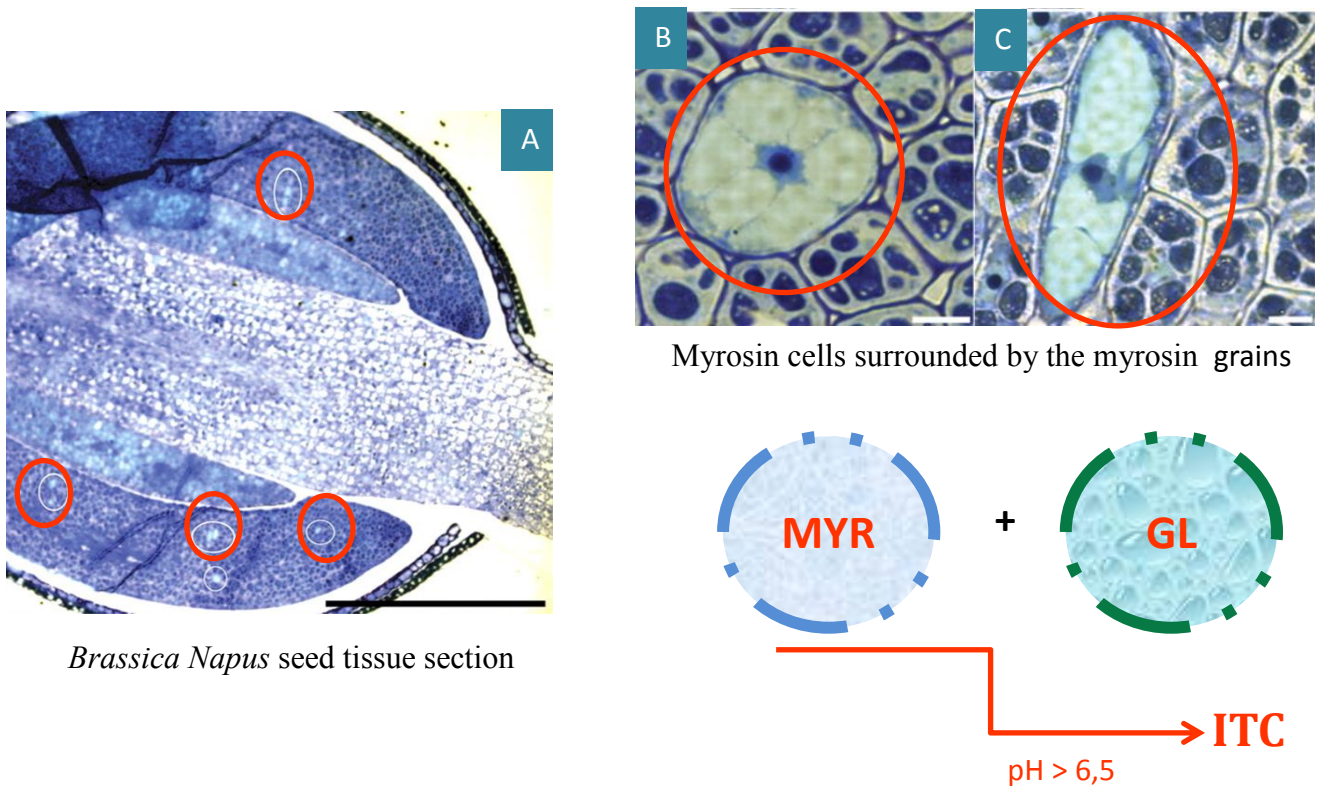 A
Brassica Napus seed tissue section
B
C
Myrosin cells surrounded by the myrosin grains
MYR
+
GL
ITC
pH > 6,5